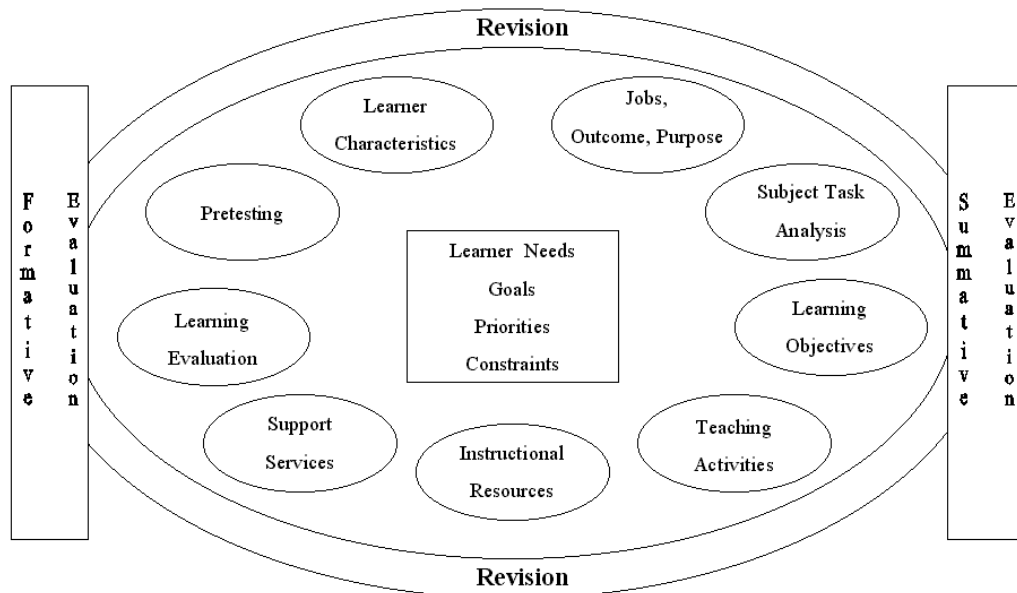 Revision
Learner
Characteristics
Jobs,
Outcome, Purpose
Pretesting
Subject Task
Analysis
Formative
Evaluation
Learner Needs
Goals
Priorities
Constraints
Summative
Evaluation
Learning
Evaluation
Learning
Objectives
Support
Services
Instructional
Resources
Teaching
Activities
Revision